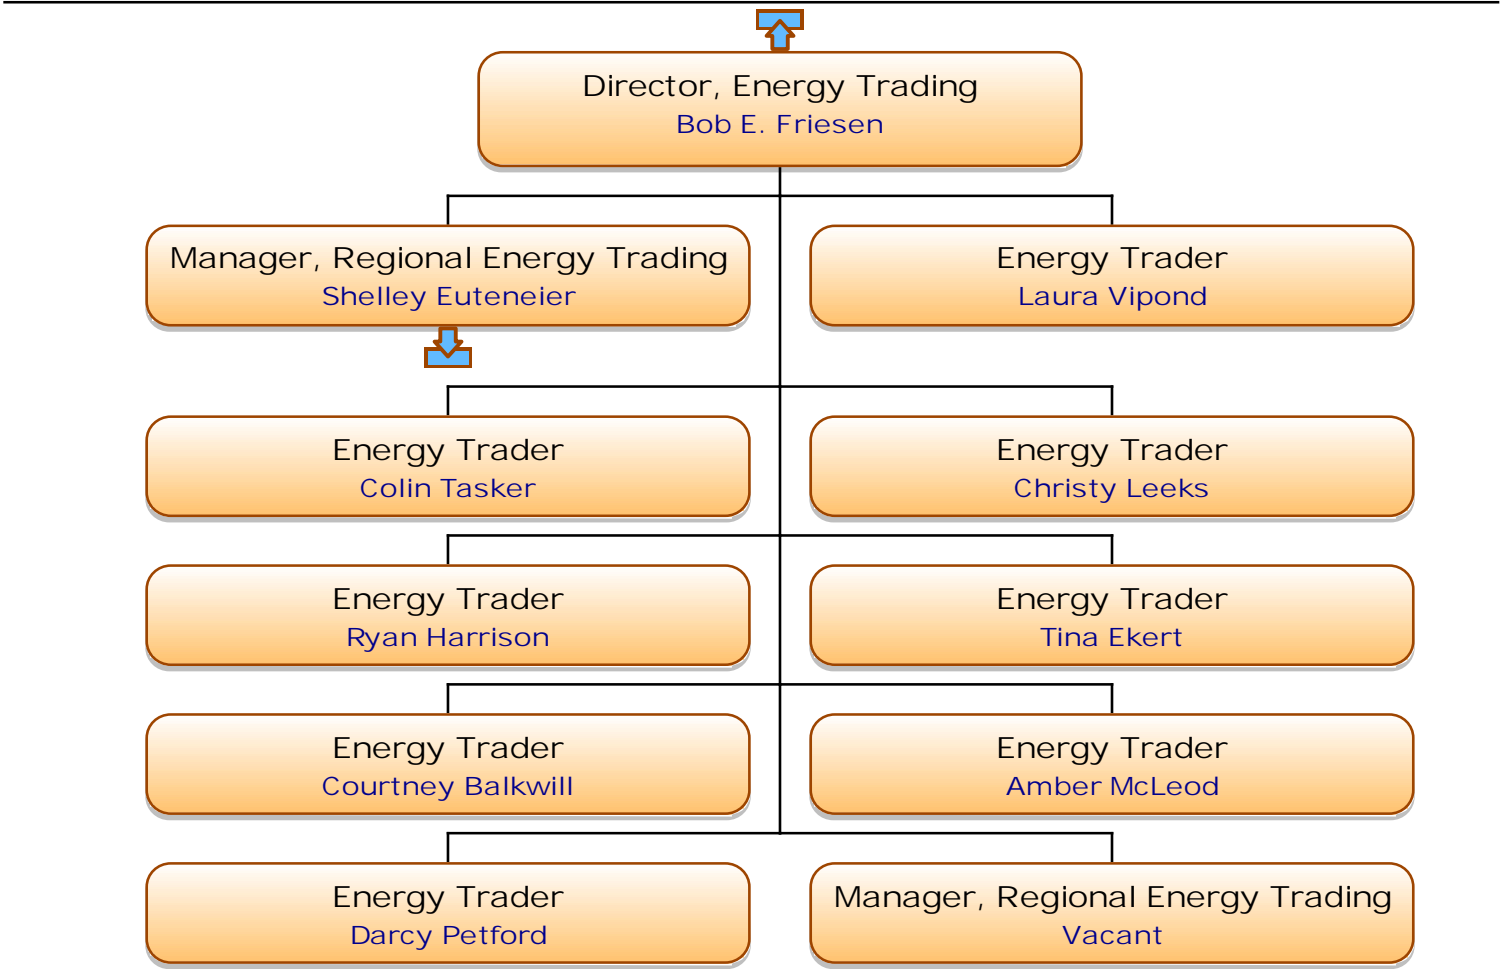 Director, Energy Trading
Bob E. Friesen
Manager, Regional Energy Trading
Shelley Euteneier
Energy Trader
Laura Vipond
Energy Trader
Colin Tasker
Energy Trader
Christy Leeks
Energy Trader
Ryan Harrison
Energy Trader
Tina Ekert
Energy Trader
Courtney Balkwill
Energy Trader
Amber McLeod
Energy Trader
Darcy Petford
Manager, Regional Energy Trading
Vacant